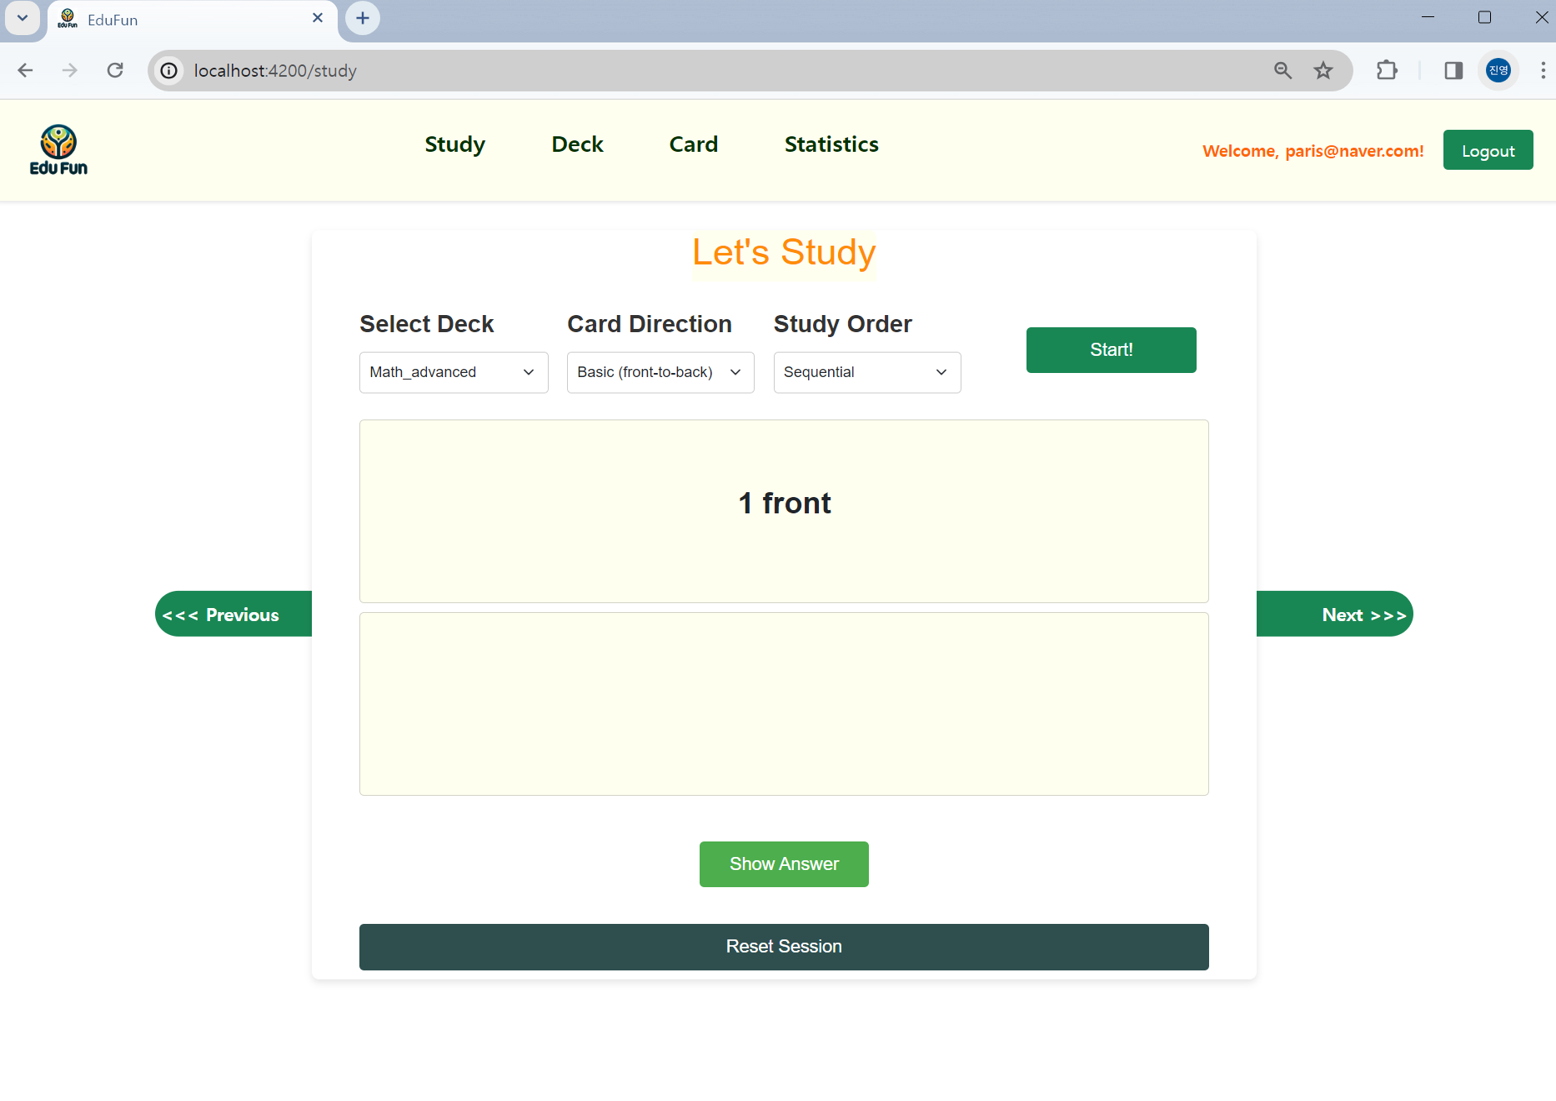 EduFun
localhost:4200/study
진영
Edu Fun
Study
Deck
Card
Statistics
Welcome, paris@naver.com!
Logout
Let's Study
Select Deck
Card Direction
Study Order
Math_advanced
Basic (front-to-back)
Sequential
Start!
1 front
<<< Previous
Next >>>
Show Answer
Reset Session